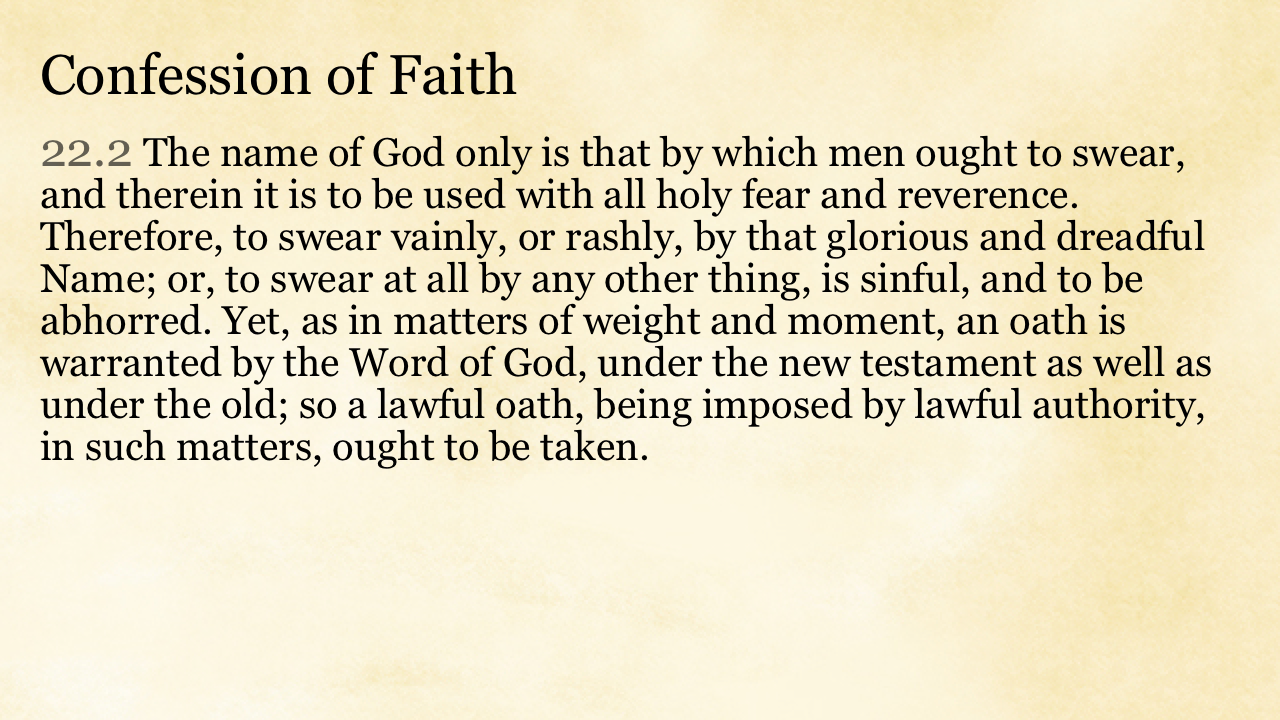 Confession of Faith
22.2 The name of God only is that by which men ought to swear,
and therein it is to be used with all holy fear and reverence.
Therefore, to swear vainly, or rashly, by that glorious and dreadful
Name; or, to swear at all by any other thing, is sinful, and to be
abhorred. Yet, as in matters of weight and moment, an oath is
warranted by the Word of God, under the new testament as well as
under the old; so a lawful oath, being imposed by lawful authority,
in such matters, ought to be taken.